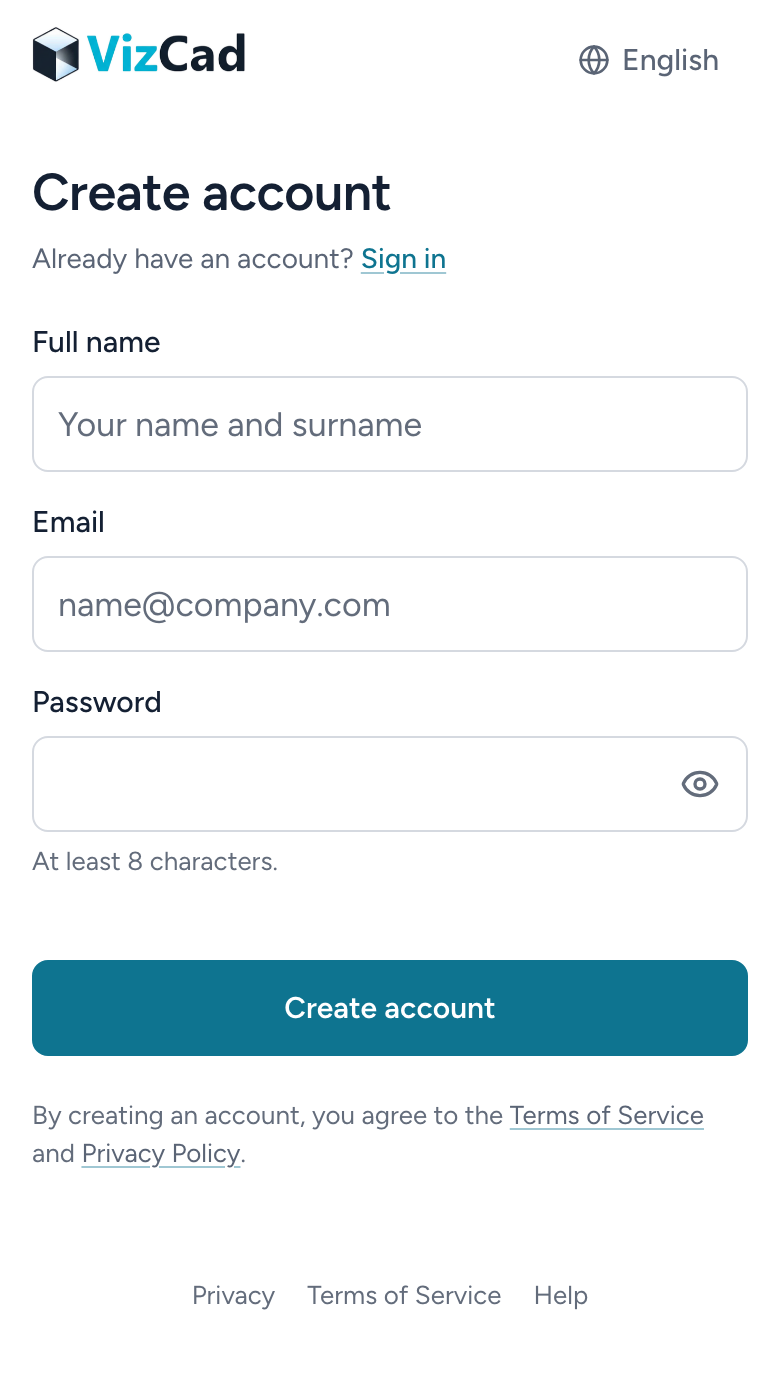 VizCad
English
Create account
Already have an account? Sign in
Full name
Your name and surname
Email
name@company.com
Password
At least 8 characters.
Create account
By creating an account, you agree to the Terms of Service
and Privacy Policy.
Privacy Terms of Service Help